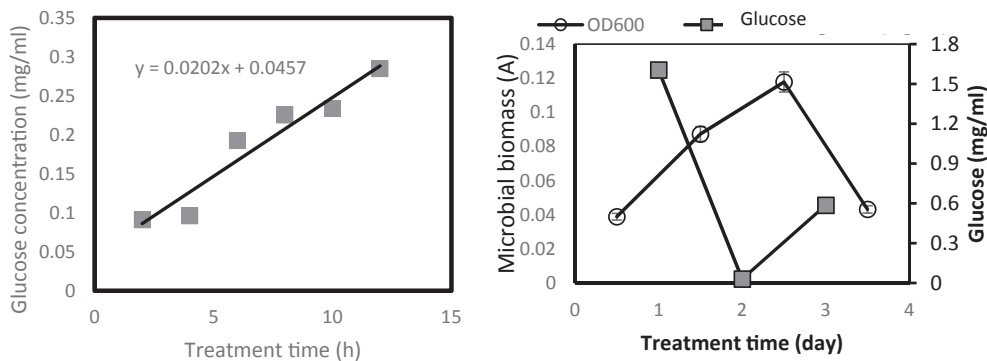 Glucose concentration (mg/ml)
0.35
0.3
0.25
0.2
0.15
0.1
0.05
0
y = 0.0202x + 0.0457
0 5 10 15
Treatment time (h)
OD600 Glucose
Microbial biomass (A)
0.14
0.12
0.1
0.08
0.06
0.04
0.02
0
1.8
1.5
1.2
0.9
0.6
0.3
0
Glucose (mg/ml)
0 1 2 3 4
Treatment time (day)